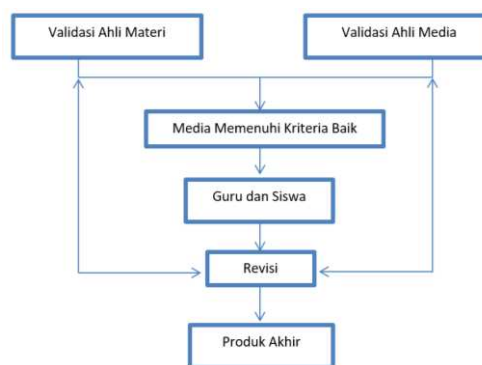 Validasi Ahli Materi
Validasi Ahli Media
Media Memenuhi Kriteria Baik
Guru dan Siswa
Revisi
Produk Akhir